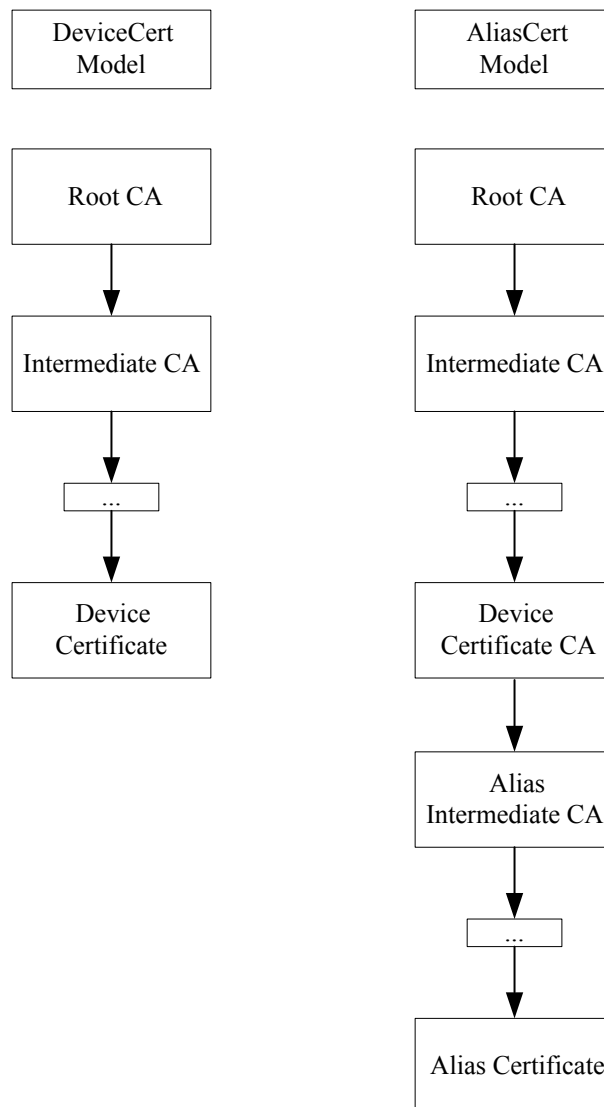 DeviceCert
Model
Root CA
Intermediate CA
...
Device
Certificate
AliasCert
Model
Root CA
Intermediate CA
...
Device
Certificate CA
Alias
Intermediate CA
...
Alias Certificate